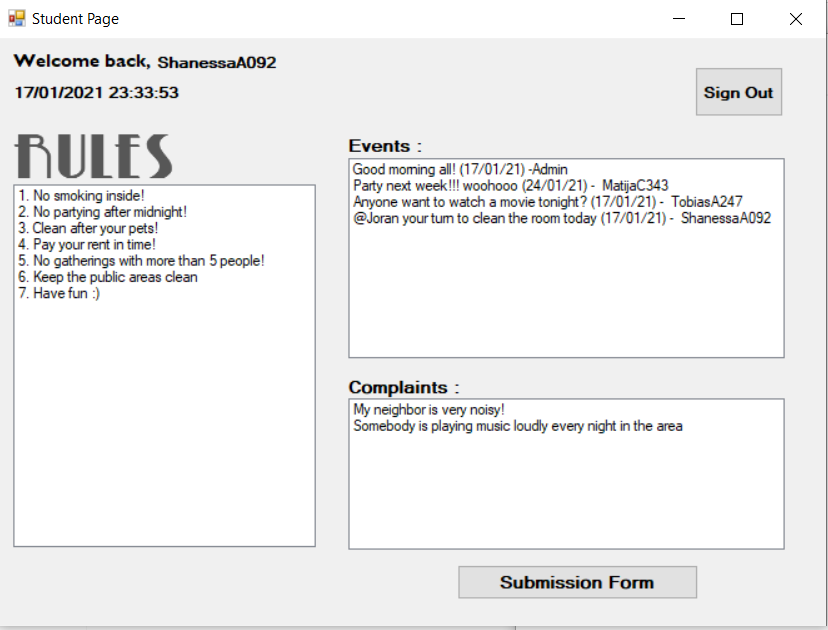 Student Page
Welcome back, ShanessaA092
17/01/2021 23:33:53
Sign Out
RULES
1. No smoking inside!
2. No partying after midnight!
3. Clean after your pets!
4. Pay your rent in time!
5. No gatherings with more than 5 people!
6. Keep the public areas clean
7. Have fun :)
Events :
Good morning all! (17/01/21) -Admin
Party next week!!! woohooo (24/01/21) - MatijaC343
Anyone want to watch a movie tonight? (17/01/21) - TobiasA247
@Joran your turn to clean the room today (17/01/21) - ShanessaA092
Complaints :
My neighbor is very noisy!
Somebody is playing music loudly every night in the area
Submission Form